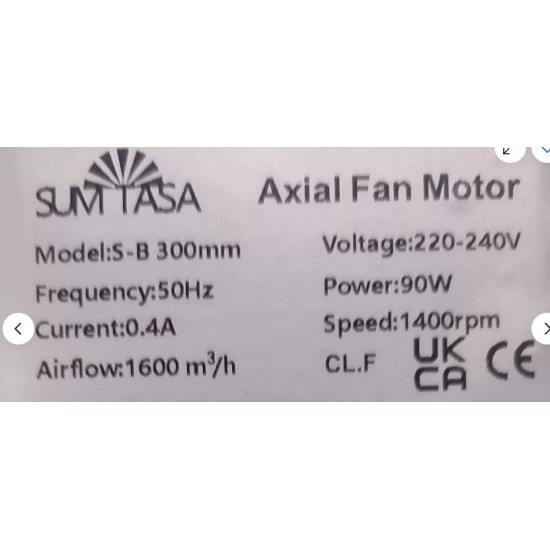 SUMTASA
Axial Fan Motor
Model:S-B 300mm
Voltage:220-240V
Frequency:50Hz
Power:90W
Current:0.4A
Speed:1400rpm
Airflow:1600 m³/h
CL.F
UK
CA
CE